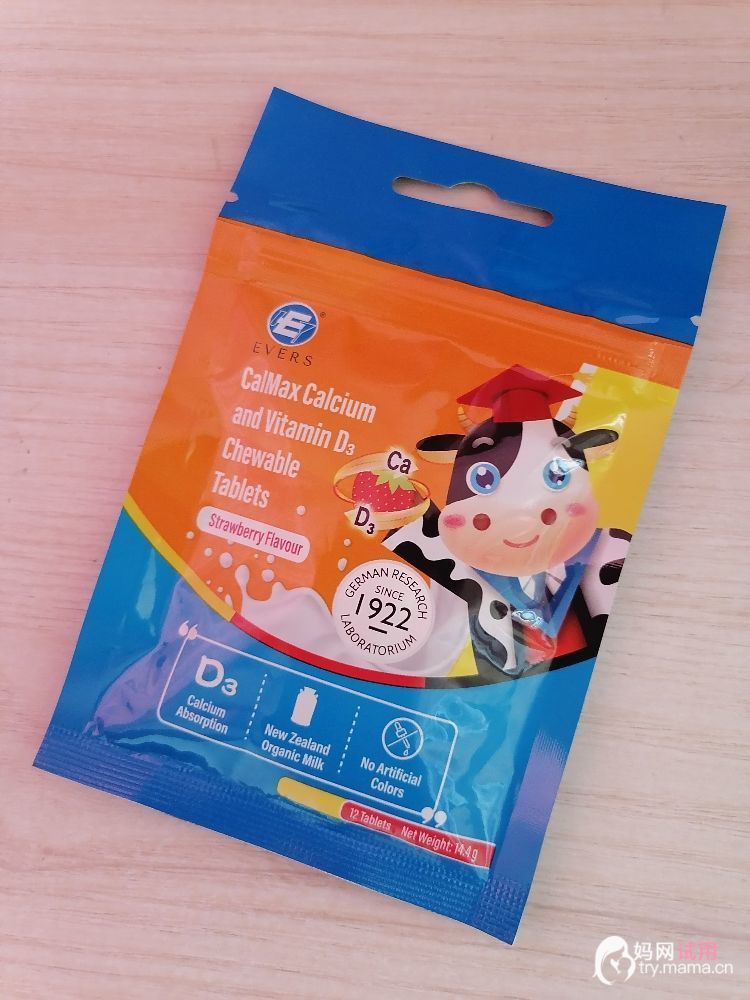 E
®
EVERS
CalMax Calcium
and Vitamin D₃
Chewable
Tablets
Strawberry Flavour
Ca
D₃
GERMAN RESEARCH
SINCE
1922
LABORATORIUM
“
D₃
Calcium
Absorption
New Zealand
Organic Milk
No Artificial
Colors
”
12 Tablets Net Weight: 14.4g
妈网试用
try.mama.cn